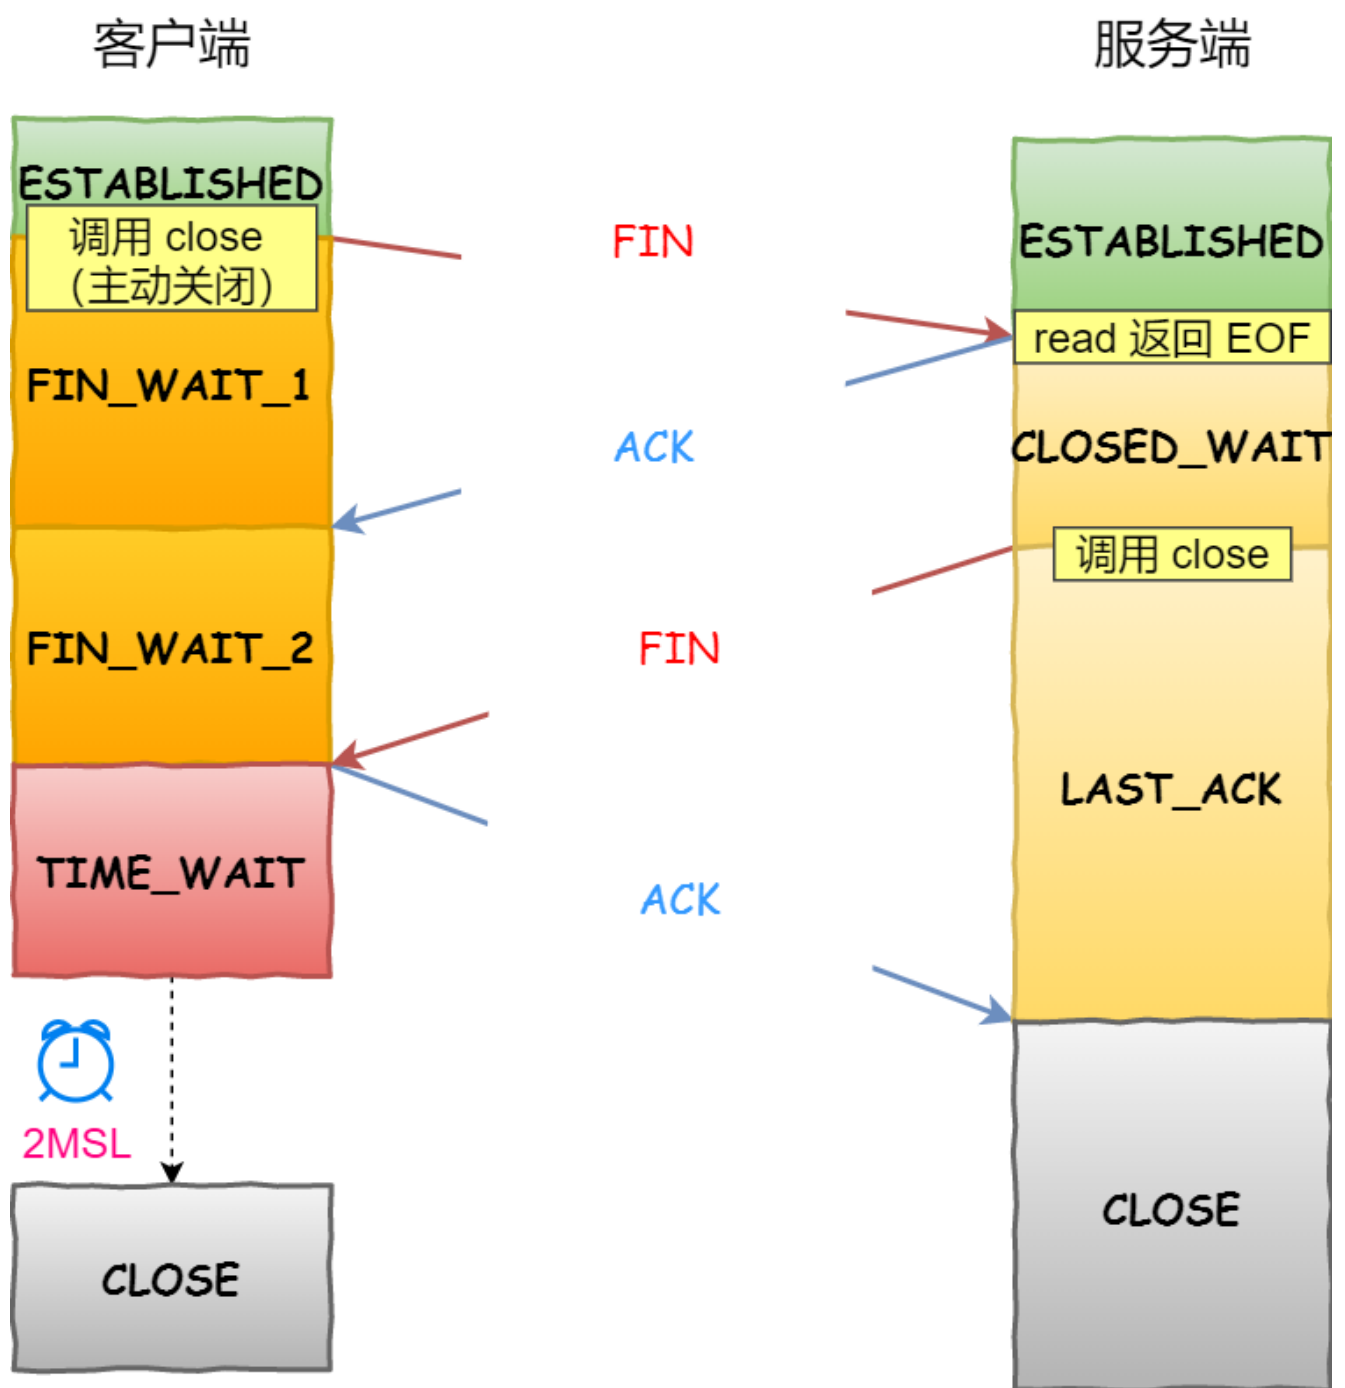 客户端
服务端
ESTABLISHED
调用 close
（主动关闭）
FIN
ESTABLISHED
read 返回 EOF
FIN_WAIT_1
ACK
CLOSED_WAIT
调用 close
FIN_WAIT_2
FIN
LAST_ACK
TIME_WAIT
ACK
2MSL
CLOSE
CLOSE